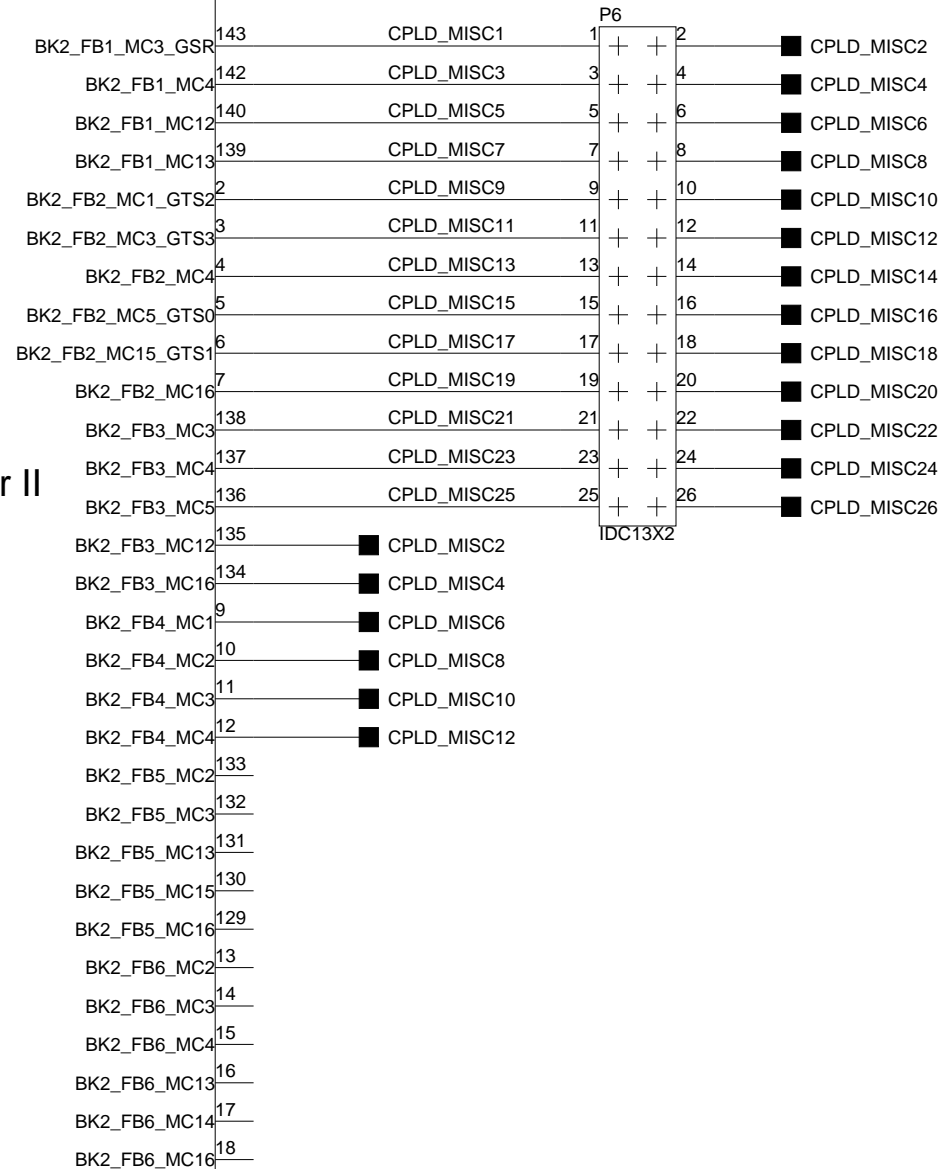 P6
BK2_FB1_MC3_GSR 143 CPLD_MISC1 1 2 CPLD_MISC2
BK2_FB1_MC4 142 CPLD_MISC3 3 4 CPLD_MISC4
BK2_FB1_MC12 140 CPLD_MISC5 5 6 CPLD_MISC6
BK2_FB1_MC13 139 CPLD_MISC7 7 8 CPLD_MISC8
BK2_FB2_MC1_GTS2 2 CPLD_MISC9 9 10 CPLD_MISC10
BK2_FB2_MC3_GTS3 3 CPLD_MISC11 11 12 CPLD_MISC12
BK2_FB2_MC4 4 CPLD_MISC13 13 14 CPLD_MISC14
BK2_FB2_MC5_GTS0 5 CPLD_MISC15 15 16 CPLD_MISC16
BK2_FB2_MC15_GTS1 6 CPLD_MISC17 17 18 CPLD_MISC18
BK2_FB2_MC16 7 CPLD_MISC19 19 20 CPLD_MISC20
BK2_FB3_MC3 138 CPLD_MISC21 21 22 CPLD_MISC22
BK2_FB3_MC4 137 CPLD_MISC23 23 24 CPLD_MISC24
r II
BK2_FB3_MC5 136 CPLD_MISC25 25 26 CPLD_MISC26
IDC13X2
BK2_FB3_MC12 135 CPLD_MISC2
BK2_FB3_MC16 134 CPLD_MISC4
BK2_FB4_MC1 9 CPLD_MISC6
BK2_FB4_MC2 10 CPLD_MISC8
BK2_FB4_MC3 11 CPLD_MISC10
BK2_FB4_MC4 12 CPLD_MISC12
BK2_FB5_MC2 133
BK2_FB5_MC3 132
BK2_FB5_MC13 131
BK2_FB5_MC15 130
BK2_FB5_MC16 129
BK2_FB6_MC2 13
BK2_FB6_MC3 14
BK2_FB6_MC4 15
BK2_FB6_MC13 16
BK2_FB6_MC14 17
BK2_FB6_MC16 18